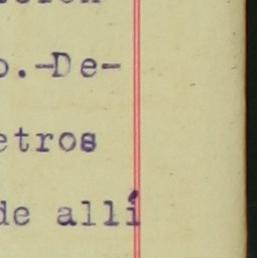 o.-De-
etros
de allí